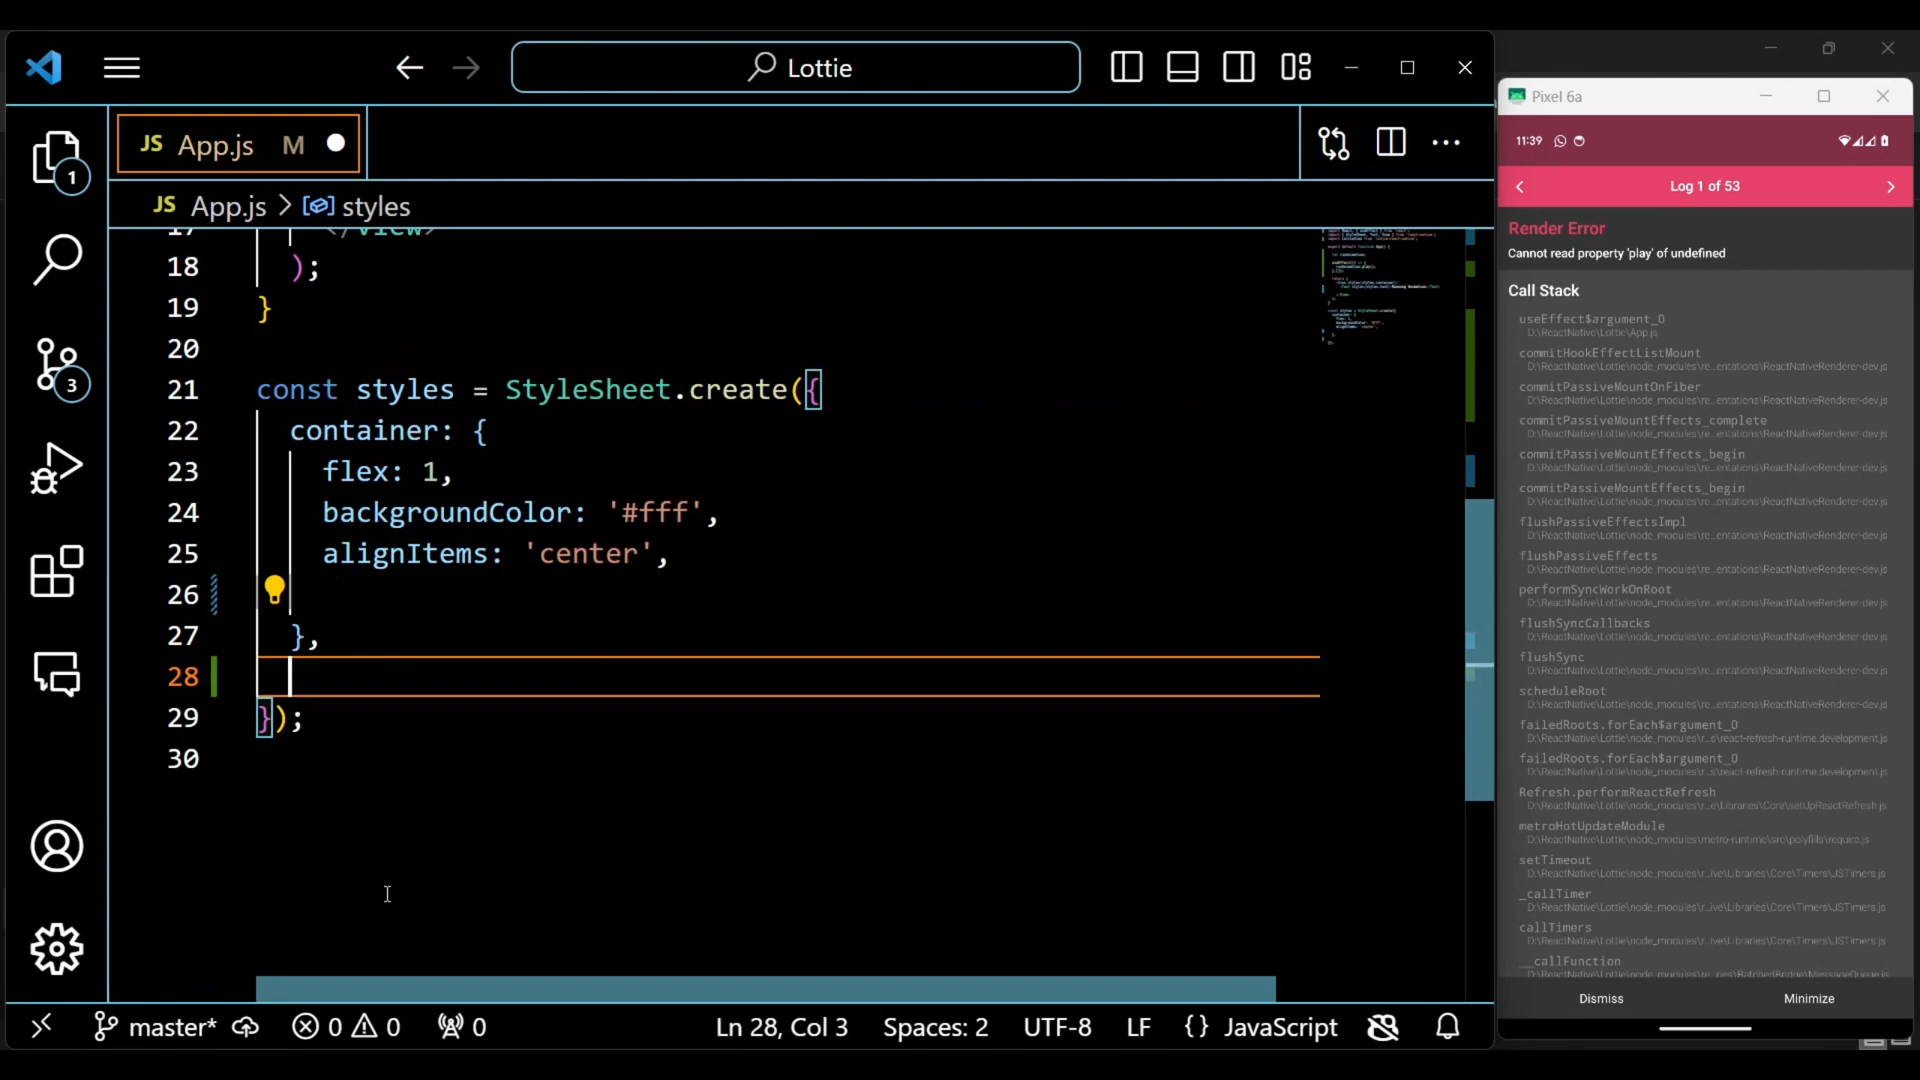 Lottie
JS App.js M
1
JS App.js > styles
17 </View>
18 );
19 }
20
21 const styles = StyleSheet.create({
22 container: {
23 flex: 1,
24 backgroundColor: '#fff',
25 alignItems: 'center',
26
27 },
28
29 });
30
3
master* 0 0 0 Ln 28, Col 3 Spaces: 2 UTF-8 LF {} JavaScript
Pixel 6a
11:39
Log 1 of 53
Render Error
Cannot read property 'play' of undefined
Call Stack
useEffect$argument_0
D:\ReactNative\Lottie\App.js
commitHookEffectListMount
D:\ReactNative\Lottie\node_modules\re...entations\ReactNativeRenderer-dev.js
commitPassiveMountOnFiber
D:\ReactNative\Lottie\node_modules\re...entations\ReactNativeRenderer-dev.js
commitPassiveMountEffects_complete
D:\ReactNative\Lottie\node_modules\re...entations\ReactNativeRenderer-dev.js
commitPassiveMountEffects_begin
D:\ReactNative\Lottie\node_modules\re...entations\ReactNativeRenderer-dev.js
commitPassiveMountEffects_begin
D:\ReactNative\Lottie\node_modules\re...entations\ReactNativeRenderer-dev.js
flushPassiveEffectsImpl
D:\ReactNative\Lottie\node_modules\re...entations\ReactNativeRenderer-dev.js
flushPassiveEffects
D:\ReactNative\Lottie\node_modules\re...entations\ReactNativeRenderer-dev.js
performSyncWorkOnRoot
D:\ReactNative\Lottie\node_modules\re...entations\ReactNativeRenderer-dev.js
flushSyncCallbacks
D:\ReactNative\Lottie\node_modules\re...entations\ReactNativeRenderer-dev.js
flushSync
D:\ReactNative\Lottie\node_modules\re...entations\ReactNativeRenderer-dev.js
scheduleRoot
D:\ReactNative\Lottie\node_modules\re...entations\ReactNativeRenderer-dev.js
failedRoots.forEach$argument_0
D:\ReactNative\Lottie\node_modules\r...s\react-refresh-runtime.development.js
failedRoots.forEach$argument_0
D:\ReactNative\Lottie\node_modules\r...s\react-refresh-runtime.development.js
Refresh.performReactRefresh
D:\ReactNative\Lottie\node_modules\r...e\Libraries\Core\setUpReactRefresh.js
metroHotUpdateModule
D:\ReactNative\Lottie\node_modules\metro-runtime\src\polyfills\require.js
setTimeout
D:\ReactNative\Lottie\node_modules\r...ive\Libraries\Core\Timers\JSTimers.js
_callTimer
D:\ReactNative\Lottie\node_modules\r...ive\Libraries\Core\Timers\JSTimers.js
callTimers
D:\ReactNative\Lottie\node_modules\r...ive\Libraries\Core\Timers\JSTimers.js
__callFunction
D:\ReactNative\Lottie\node_modules\re...ries\BatchedBridge\MessageQueue.js
Dismiss Minimize